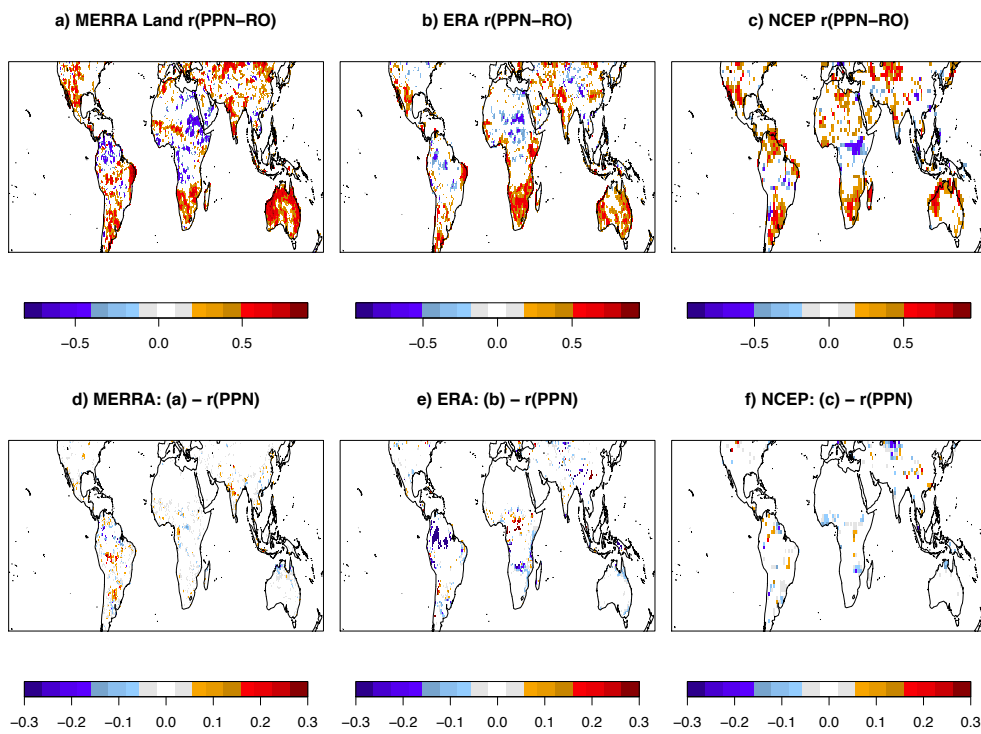 a) MERRA Land r(PPN−RO)
b) ERA r(PPN−RO)
c) NCEP r(PPN−RO)
−0.5 0.0 0.5
−0.5 0.0 0.5
−0.5 0.0 0.5
d) MERRA: (a) − r(PPN)
e) ERA: (b) − r(PPN)
f) NCEP: (c) − r(PPN)
−0.3 −0.2 −0.1 0.0 0.1 0.2 0.3
−0.3 −0.2 −0.1 0.0 0.1 0.2 0.3
−0.3 −0.2 −0.1 0.0 0.1 0.2 0.3